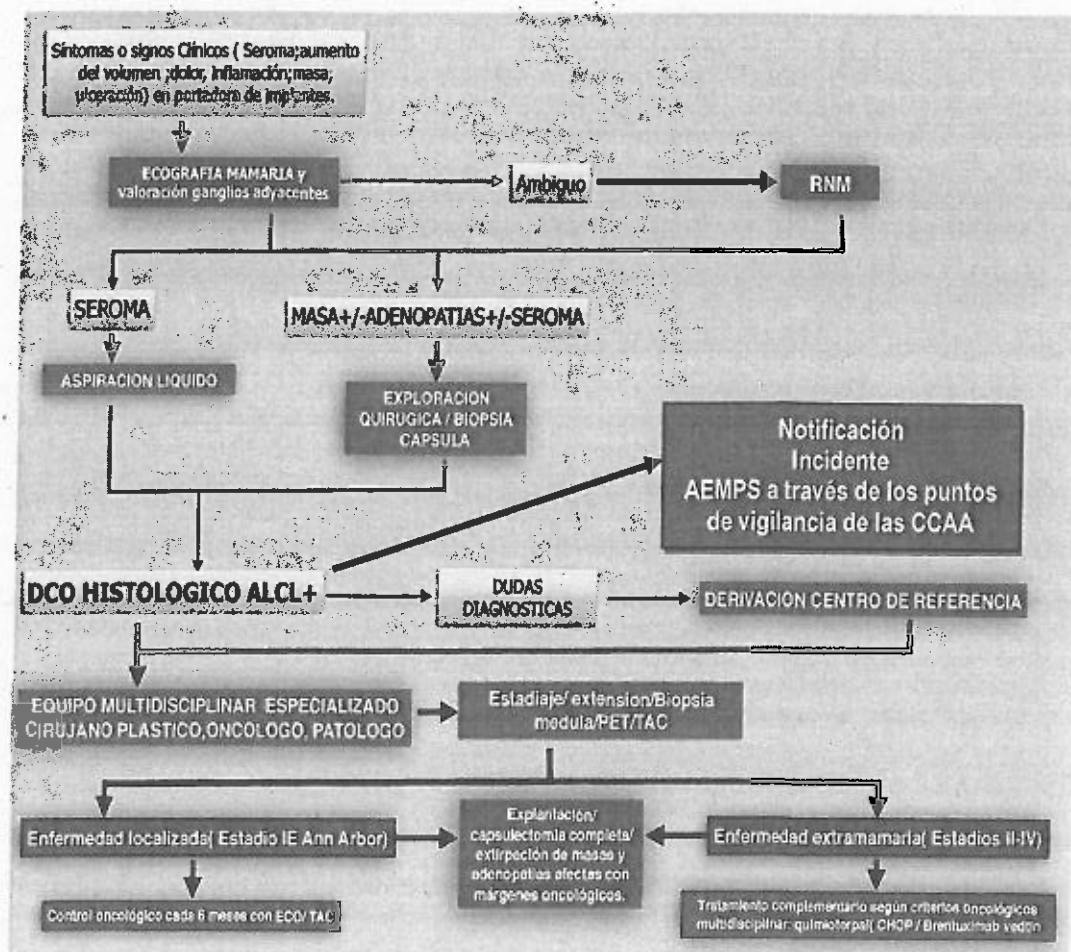 Síntomas o signos Clínicos ( Seroma;aumento
del volumen ;dolor, inflamación;masa,
ulceración) en portadora de implantes.
ECOGRAFIA MAMARIA y
valoración ganglios adyacentes
Ambiguo
RNM
SEROMA
MASA+/-ADENOPATIAS+/-SEROMA
ASPIRACION LIQUIDO
EXPLORACION
QUIRUGICA / BIOPSIA
CAPSULA
Notificación
Incidente
AEMPS a través de los puntos
de vigilancia de las CCAA
DCO HISTOLOGICO ALCL+
DUDAS
DIAGNOSTICAS
DERIVACION CENTRO DE REFERENCIA
EQUIPO MULTIDISCIPLINAR ESPECIALIZADO
CIRUJANO PLASTICO,ONCOLOGO, PATOLOGO
Estadiaje/ extension/Biopsia
medula/PET/TAC
Enfermedad localizada( Estadio IE Ann Arbor)
Explantación/
capsulectomia completa/
extirpación de masas y
adenopatias afectas con
márgenes oncológicos.
Enfermedad extramamaria( Estadios II-IV)
Control oncológico cada 6 meses con ECO/ TAC
Tratamiento complementario según criterios oncológicos
multidisciplinar: quimioterpa( CHOP / Brentuximab vedtin